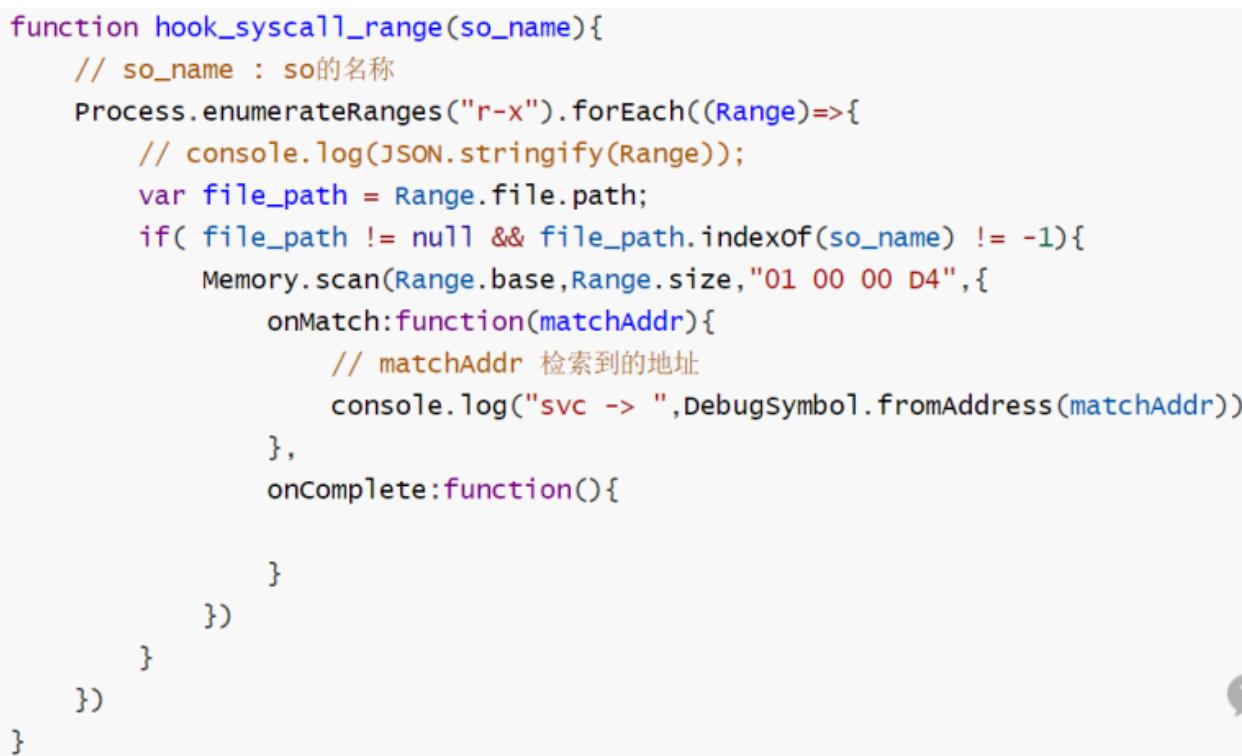 function hook_syscall_range(so_name){
    // so_name : so的名称
    Process.enumerateRanges("r-x").forEach((Range)=>{
        // console.log(JSON.stringify(Range));
        var file_path = Range.file.path;
        if( file_path != null && file_path.indexOf(so_name) != -1){
            Memory.scan(Range.base,Range.size,"01 00 00 D4",{
                onMatch:function(matchAddr){
                    // matchAddr 检索到的地址
                    console.log("svc -> ",DebugSymbol.fromAddress(matchAddr))
                },
                onComplete:function(){
                }
            })
        }
    })
}